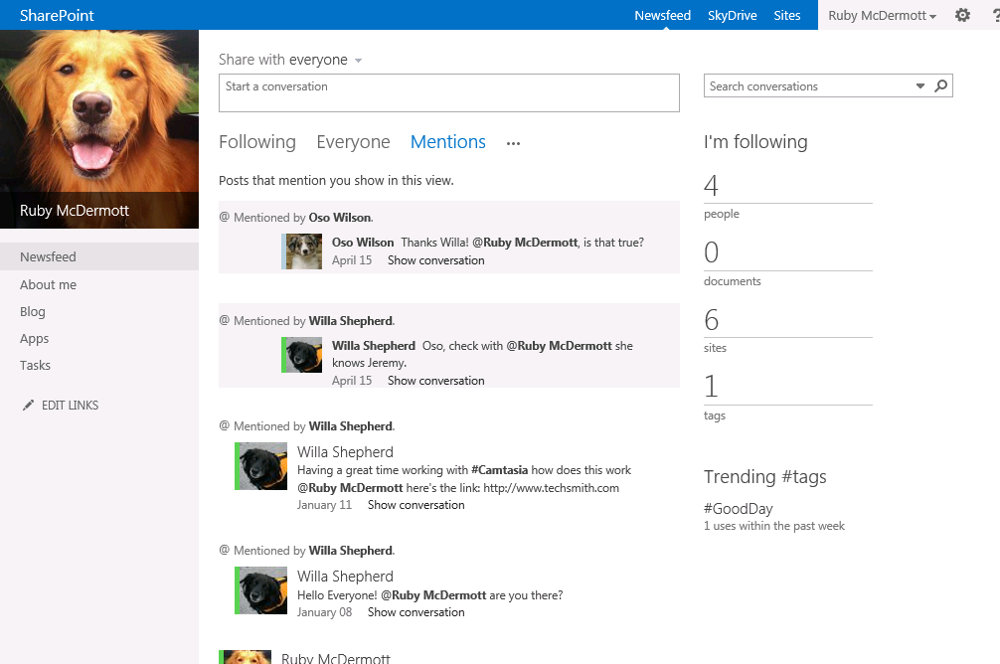 SharePoint
Newsfeed SkyDrive Sites
Ruby McDermott
?
Ruby McDermott
Newsfeed
About me
Blog
Apps
Tasks
EDIT LINKS
Share with everyone
Start a conversation
Following Everyone Mentions ...
Posts that mention you show in this view.
@ Mentioned by Oso Wilson.
Oso Wilson Thanks Willa! @Ruby McDermott, is that true?
April 15 Show conversation
@ Mentioned by Willa Shepherd.
Willa Shepherd Oso, check with @Ruby McDermott she
knows Jeremy.
April 15 Show conversation
@ Mentioned by Willa Shepherd.
Willa Shepherd
Having a great time working with #Camtasia how does this work
@Ruby McDermott here's the link: http://www.techsmith.com
January 11 Show conversation
@ Mentioned by Willa Shepherd.
Willa Shepherd
Hello Everyone! @Ruby McDermott are you there?
January 08 Show conversation
Ruby McDermott
Search conversations
I'm following
4
people
0
documents
6
sites
1
tags
Trending #tags
#GoodDay
1 uses within the past week